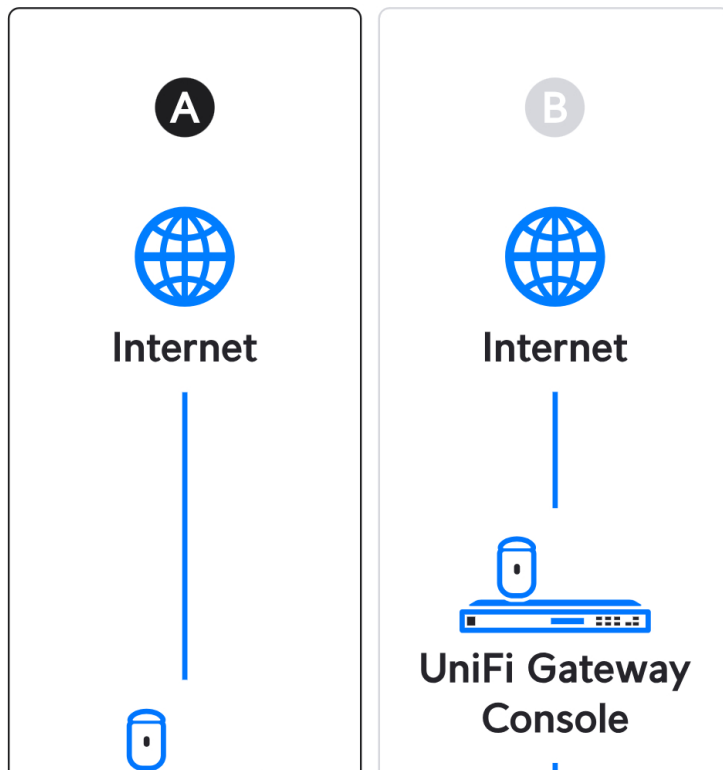 A
Internet
B
Internet
UniFi Gateway
Console